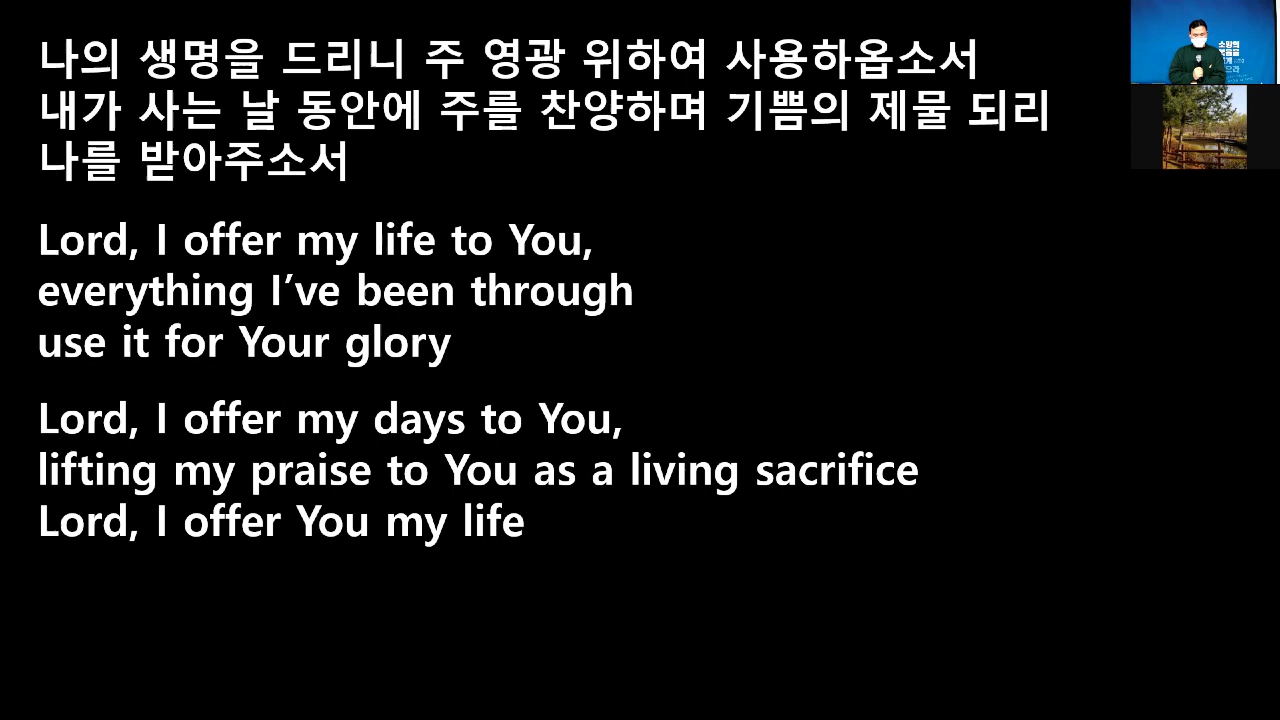 나의 생명을 드리니 주 영광 위하여 사용하옵소서
내가 사는 날 동안에 주를 찬양하며 기쁨의 제물 되리
나를 받아주소서
Lord, I offer my life to You,
everything I’ve been through
use it for Your glory
Lord, I offer my days to You,
lifting my praise to You as a living sacrifice
Lord, I offer You my life